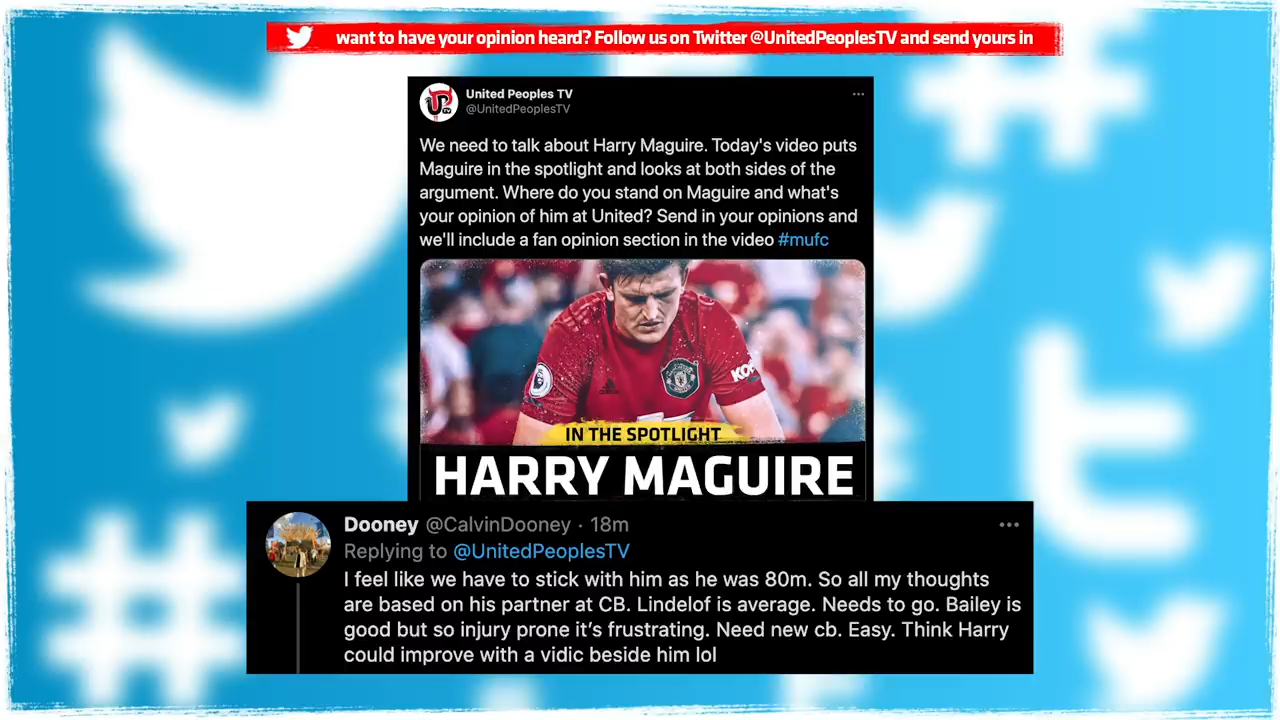 want to have your opinion heard? Follow us on Twitter @UnitedPeoplesTV and send yours in
United Peoples TV
@UnitedPeoplesTV
We need to talk about Harry Maguire. Today's video puts
Maguire in the spotlight and looks at both sides of the
argument. Where do you stand on Maguire and what's
your opinion of him at United? Send in your opinions and
we'll include a fan opinion section in the video #mufc
IN THE SPOTLIGHT
HARRY MAGUIRE
Dooney @CalvinDooney · 18m
Replying to @UnitedPeoplesTV
I feel like we have to stick with him as he was 80m. So all my thoughts
are based on his partner at CB. Lindelof is average. Needs to go. Bailey is
good but so injury prone it’s frustrating. Need new cb. Easy. Think Harry
could improve with a vidic beside him lol